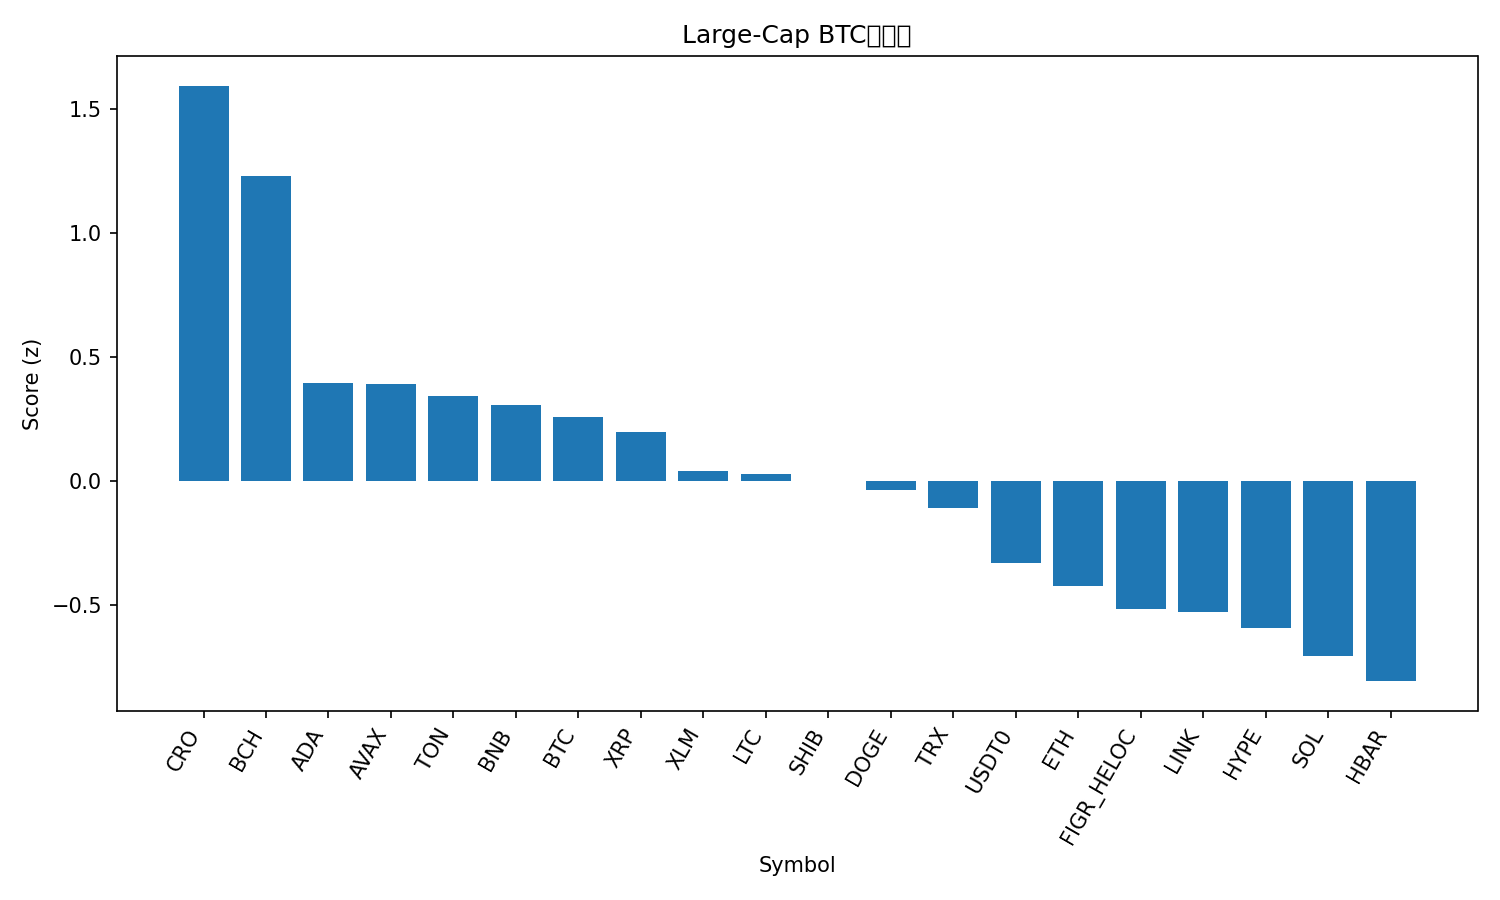 Large-Cap BTC
Score (z)
1.5
1.0
0.5
0.0
−0.5
CRO
BCH
ADA
AVAX
TON
BNB
BTC
XRP
XLM
LTC
SHIB
DOGE
TRX
USDT0
ETH
FIGR_HELOC
LINK
HYPE
SOL
HBAR
Symbol